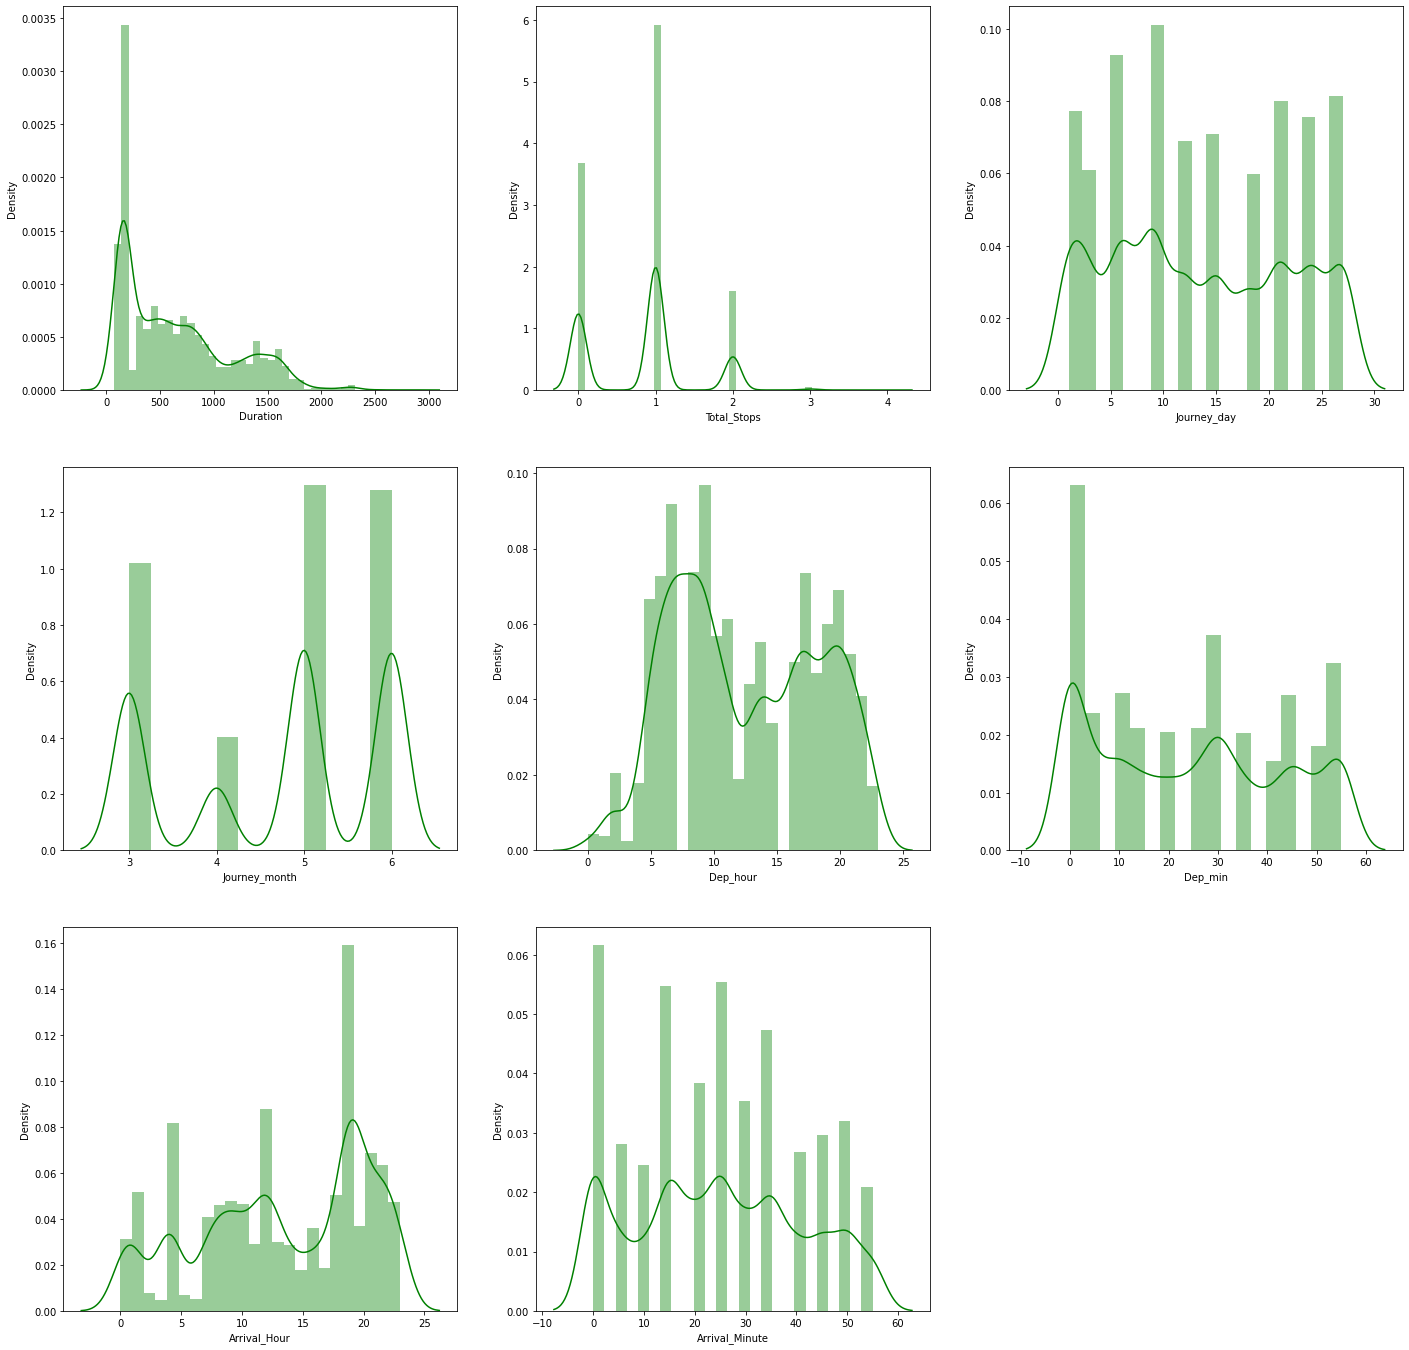 0.0035
0.0030
0.0025
0.0020
0.0015
0.0010
0.0005
0.0000
Density
0 500 1000 1500 2000 2500 3000
Duration
6
5
4
3
2
1
0
Density
0 1 2 3 4
Total_Stops
0.10
0.08
0.06
0.04
0.02
0.00
Density
0 5 10 15 20 25 30
Journey_day
1.2
1.0
0.8
0.6
0.4
0.2
0.0
Density
3 4 5 6
Journey_month
0.10
0.08
0.06
0.04
0.02
0.00
Density
0 5 10 15 20 25
Dep_hour
0.06
0.05
0.04
0.03
0.02
0.01
0.00
Density
−10 0 10 20 30 40 50 60
Dep_min
0.16
0.14
0.12
0.10
0.08
0.06
0.04
0.02
0.00
Density
0 5 10 15 20 25
Arrival_Hour
0.06
0.05
0.04
0.03
0.02
0.01
0.00
Density
−10 0 10 20 30 40 50 60
Arrival_Minute